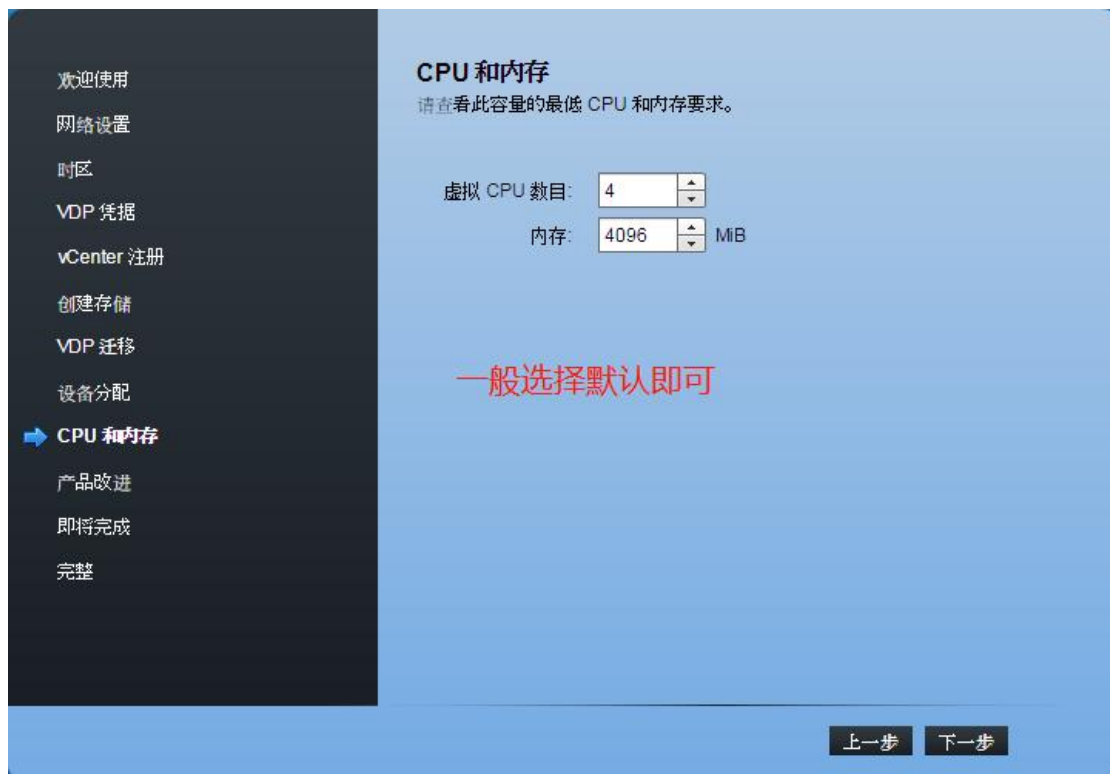 欢迎使用
网络设置
时区
VDP 凭据
vCenter 注册
创建存储
VDP 迁移
设备分配
CPU 和内存
产品改进
即将完成
完整
CPU 和内存
请查看此容量的最低 CPU 和内存要求。
虚拟 CPU 数目: 4
内存: 4096 MiB
一般选择默认即可
上一步 下一步